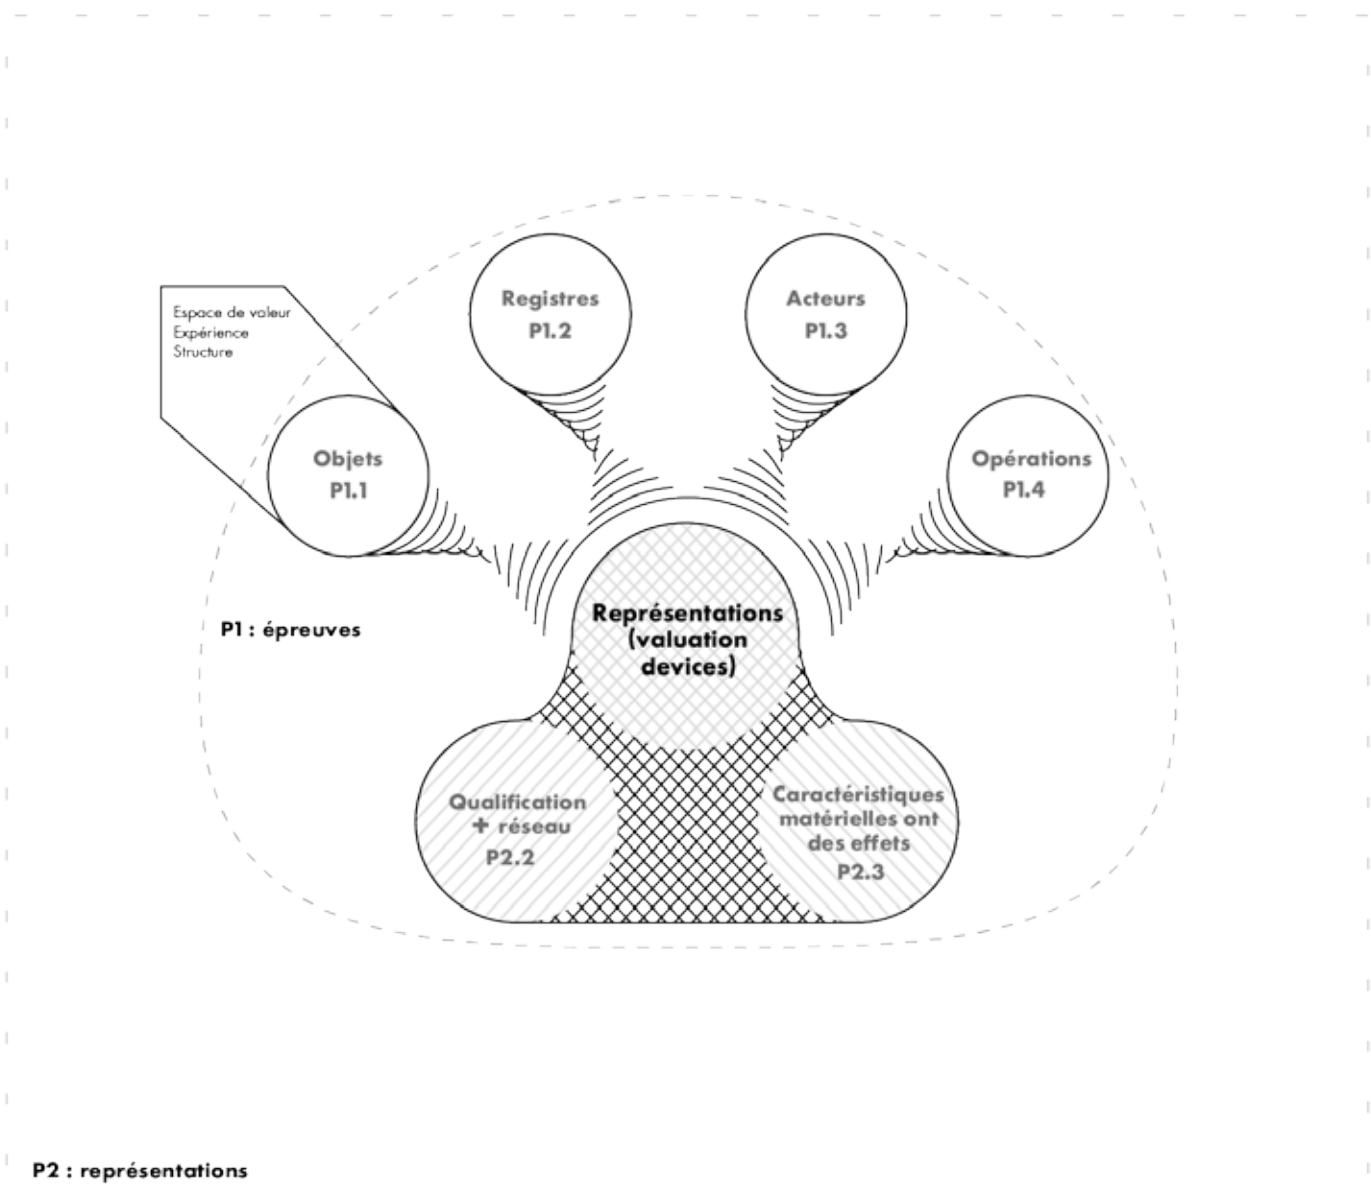 Registres
P1.2
Acteurs
P1.3
Espace de valeur
Expérience
Structure
Objets
P1.1
Opérations
P1.4
P1 : épreuves
Représentations
(valuation
devices)
Qualification
+ réseau
P2.2
Caractéristiques
matérielles ont
des effets
P2.3
P2 : représentations